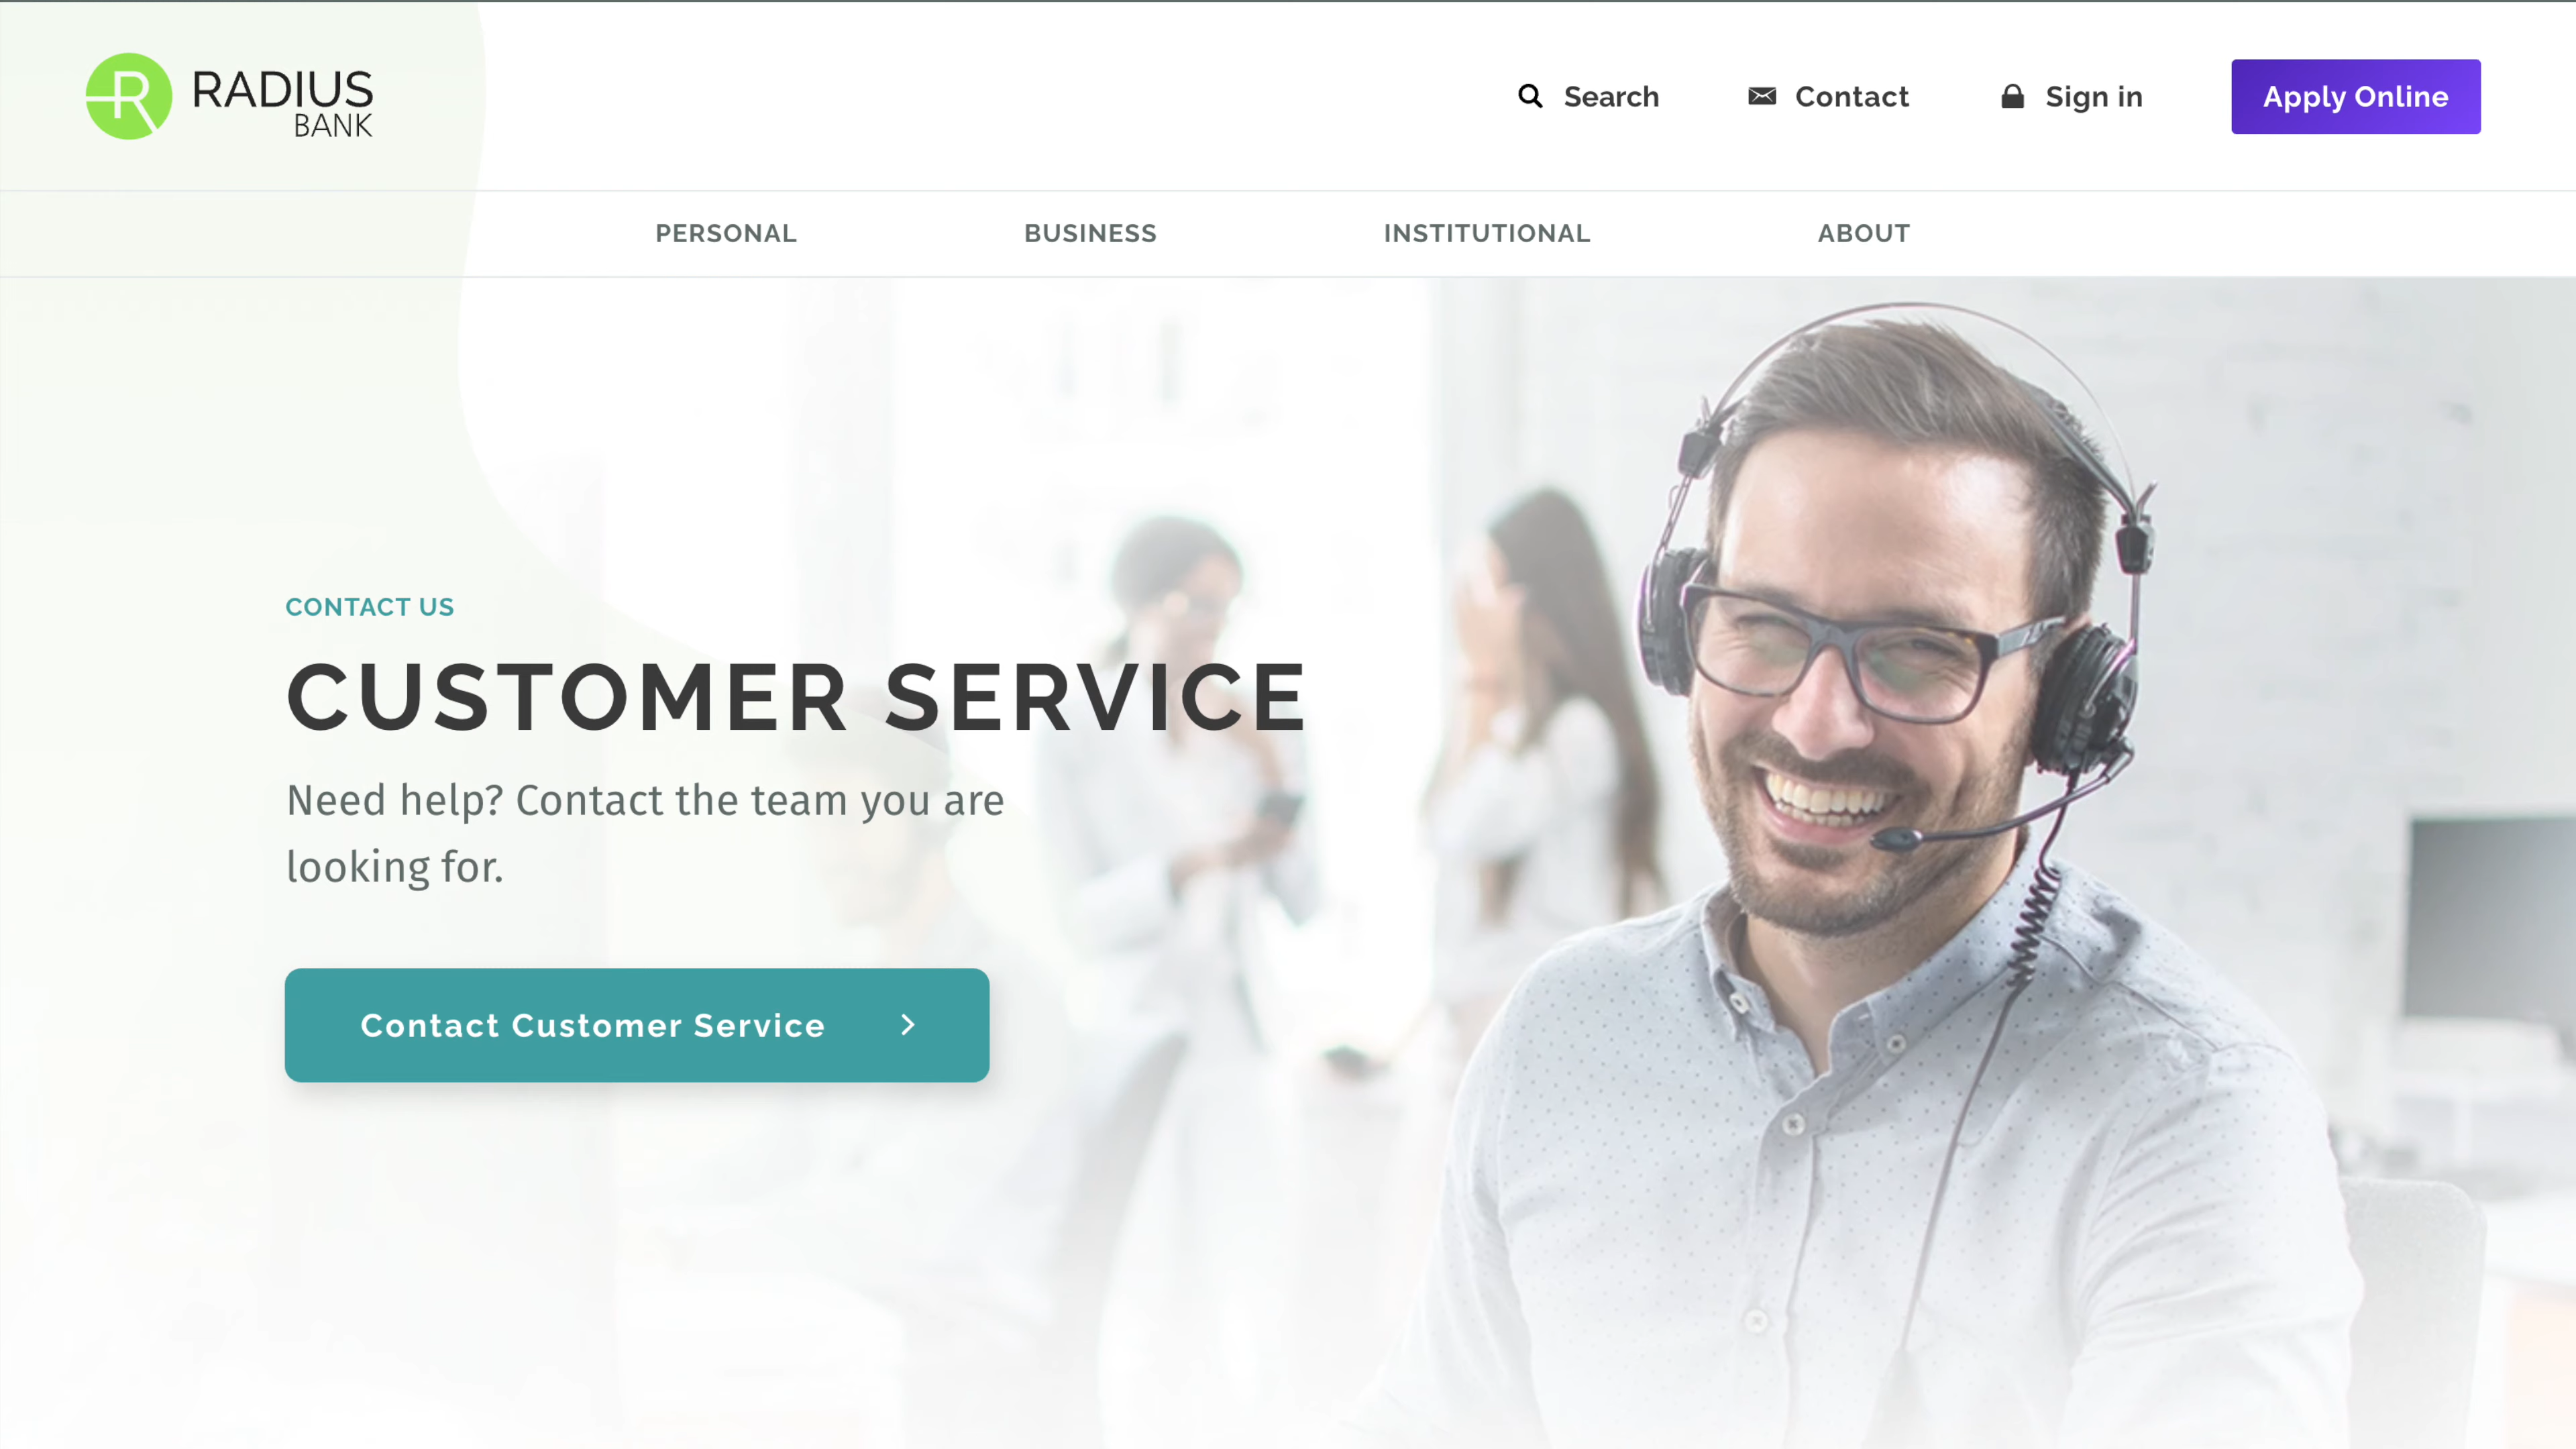 RADIUS
BANK
Search
Contact
Sign in
Apply Online
PERSONAL
BUSINESS
INSTITUTIONAL
ABOUT
CONTACT US
CUSTOMER SERVICE
Need help? Contact the team you are
looking for.
Contact Customer Service